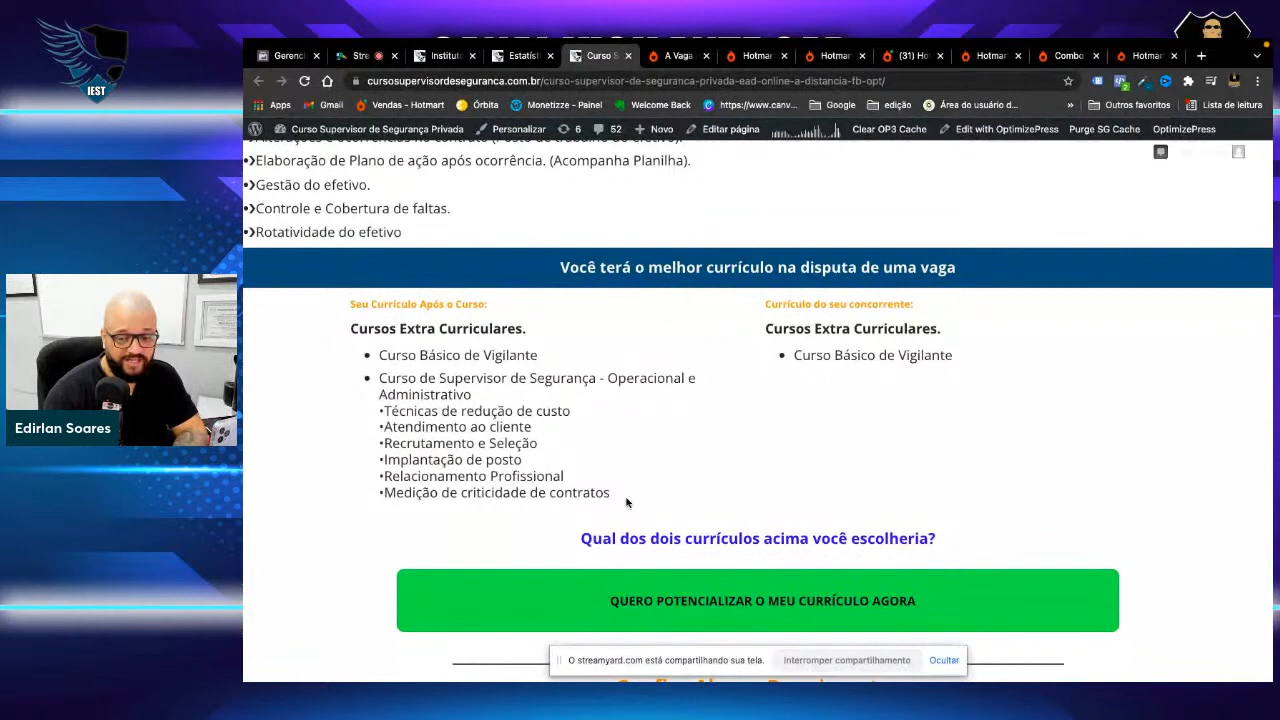 IEST
Gerenci
Stre
Institut
Estatíst
Curso S
A Vaga
Hotmar
Hotmar
(31) Ho
Hotmar
Combo
Hotmar
cursosupervisordeseguranca.com.br/curso-supervisor-de-seguranca-privada-ead-online-a-distancia-fb-opt/
Apps
Gmail
Vendas - Hotmart
Órbita
Monetizze - Painel
Welcome Back
https://www.canv...
Google
edição
Área do usuário d...
»
Outros favoritos
Lista de leitura
Curso Supervisor de Segurança Privada
Personalizar
6
52
Novo
Editar página
Clear OP3 Cache
Edit with OptimizePress
Purge SG Cache
OptimizePress
•❯Elaboração de Plano de ação após ocorrência. (Acompanha Planilha).
•❯Gestão do efetivo.
•❯Controle e Cobertura de faltas.
•❯Rotatividade do efetivo
Você terá o melhor currículo na disputa de uma vaga
Seu Currículo Após o Curso:
Cursos Extra Curriculares.
• Curso Básico de Vigilante
• Curso de Supervisor de Segurança - Operacional e
Administrativo
•Técnicas de redução de custo
•Atendimento ao cliente
•Recrutamento e Seleção
•Implantação de posto
•Relacionamento Profissional
•Medição de criticidade de contratos
Currículo do seu concorrente:
Cursos Extra Curriculares.
• Curso Básico de Vigilante
Edirlan Soares
Qual dos dois currículos acima você escolheria?
QUERO POTENCIALIZAR O MEU CURRÍCULO AGORA
O streamyard.com está compartilhando sua tela.
Interromper compartilhamento
Ocultar